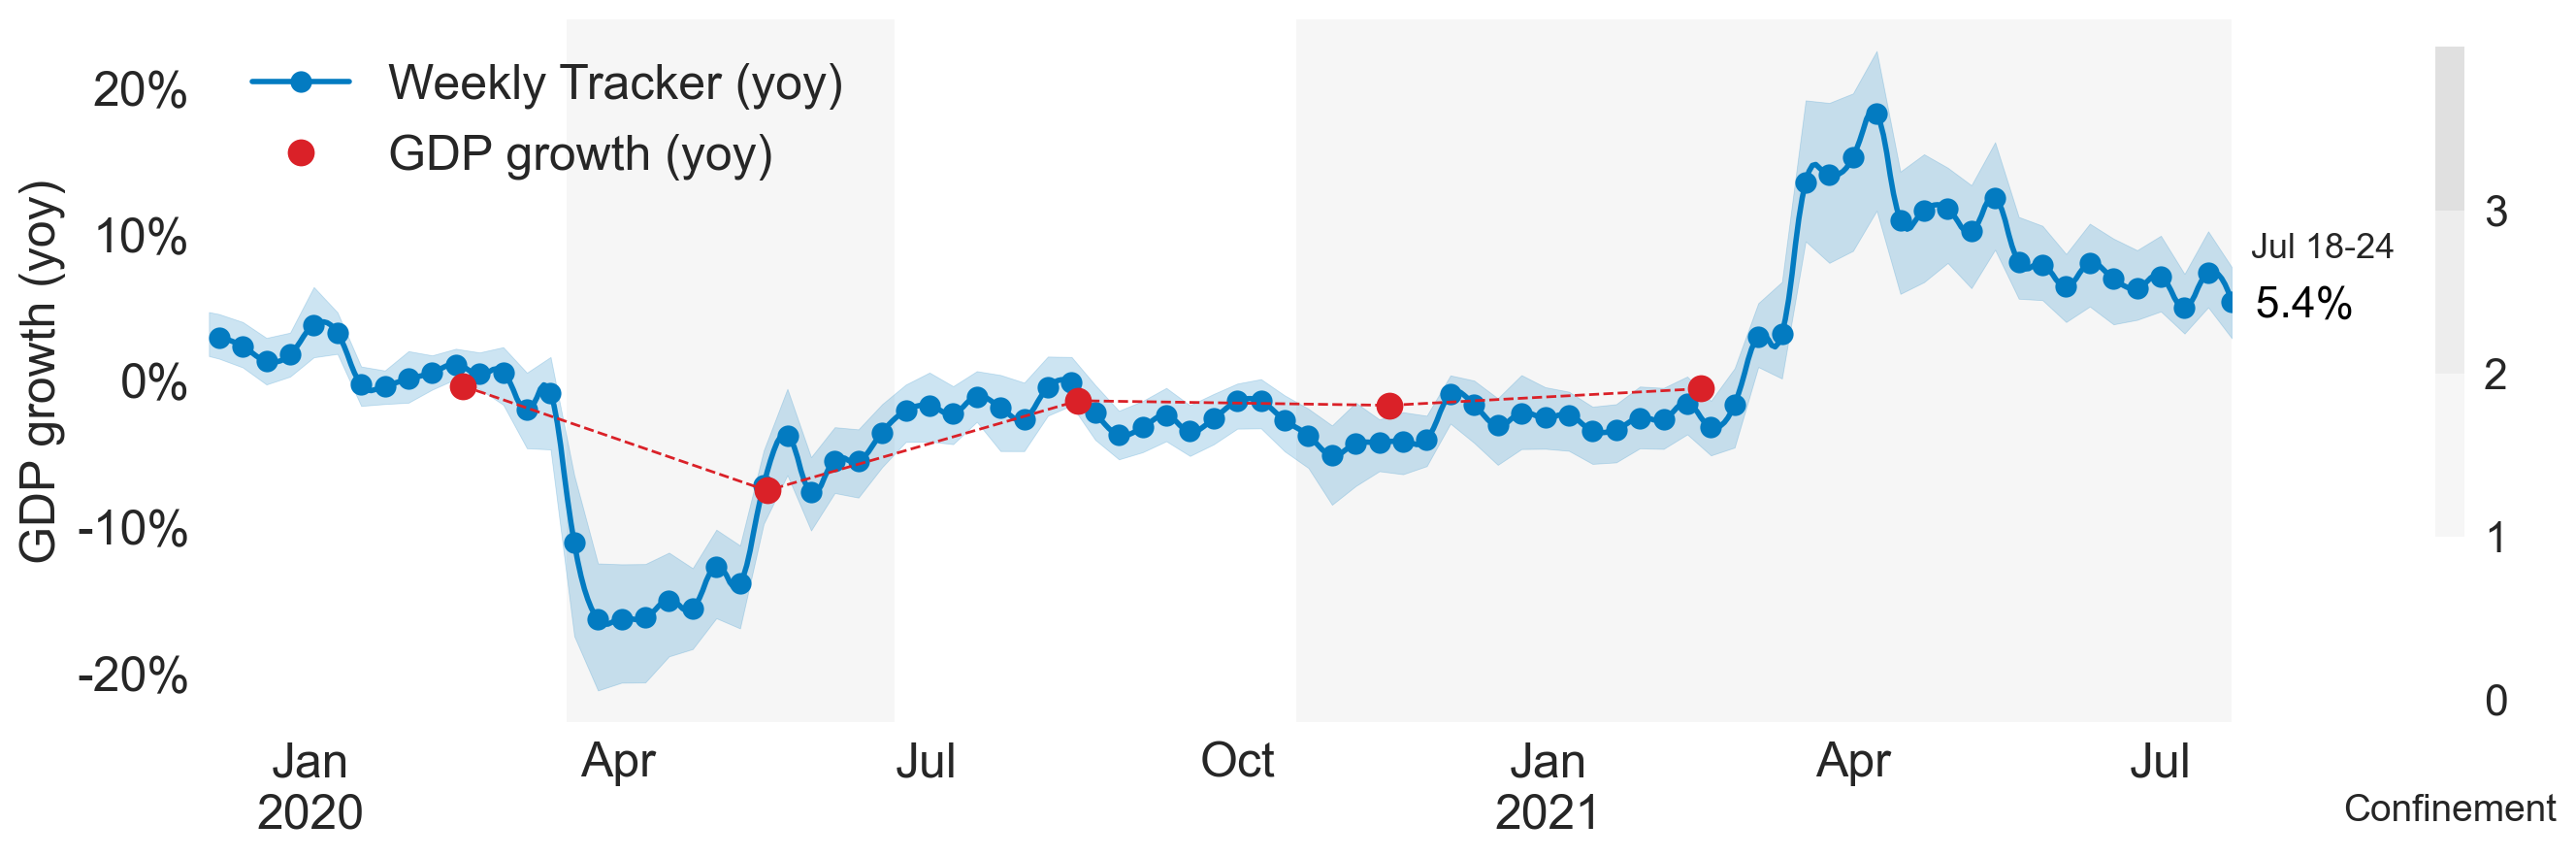 Weekly Tracker (yoy)
GDP growth (yoy)
GDP growth (yoy)
20%
10%
0%
-10%
-20%
Jan
2020
Apr
Jul
Oct
Jan
2021
Apr
Jul
Jul 18-24
5.4%
3
2
1
0
Confinement